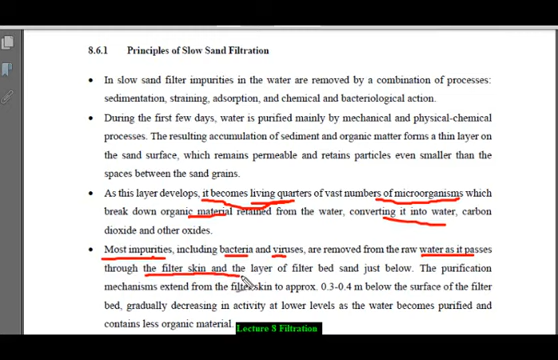 8.6.1 Principles of Slow Sand Filtration
• In slow sand filter impurities in the water are removed by a combination of processes:
sedimentation, straining, adsorption, and chemical and bacteriological action.
• During the first few days, water is purified mainly by mechanical and physical-chemical
processes. The resulting accumulation of sediment and organic matter forms a thin layer on
the sand surface, which remains permeable and retains particles even smaller than the
spaces between the sand grains.
• As this layer develops, it becomes living quarters of vast numbers of microorganisms which
break down organic material retained from the water, converting it into water, carbon
dioxide and other oxides.
• Most impurities, including bacteria and viruses, are removed from the raw water as it passes
through the filter skin and the layer of filter bed sand just below. The purification
mechanisms extend from the filter skin to approx. 0.3-0.4 m below the surface of the filter
bed, gradually decreasing in activity at lower levels as the water becomes purified and
contains less organic material.
Lecture 8 Filtration